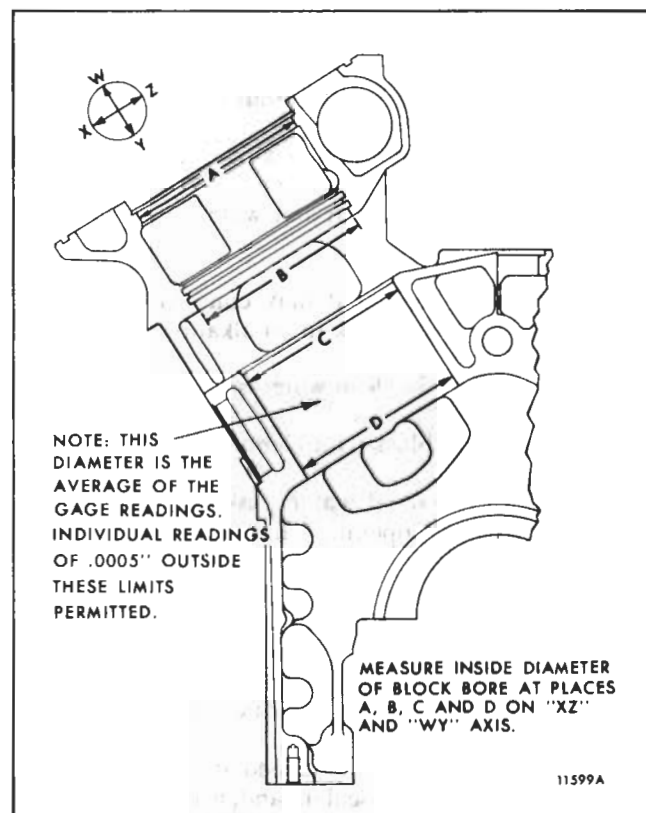 W
Z
X
Y
A
B
C
D
NOTE: THIS
DIAMETER IS THE
AVERAGE OF THE
GAGE READINGS.
INDIVIDUAL READINGS
OF .0005" OUTSIDE
THESE LIMITS
PERMITTED.
MEASURE INSIDE DIAMETER
OF BLOCK BORE AT PLACES
A, B, C AND D ON "XZ"
AND "WY" AXIS.
11599A